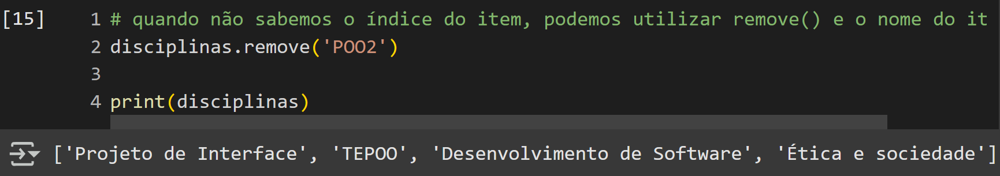 [15] 1 # quando não sabemos o índice do item, podemos utilizar remove() e o nome do it
2 disciplinas.remove('POO2')
3
4 print(disciplinas)
['Projeto de Interface', 'TEPOO', 'Desenvolvimento de Software', 'Ética e sociedade']